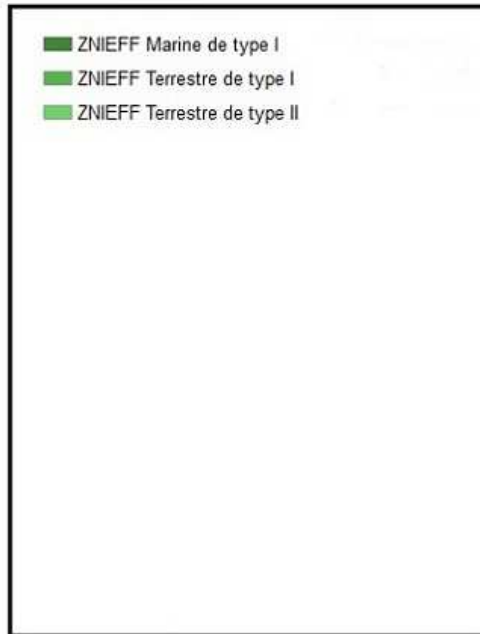 ZNIEFF Marine de type I
ZNIEFF Terrestre de type I
ZNIEFF Terrestre de type II